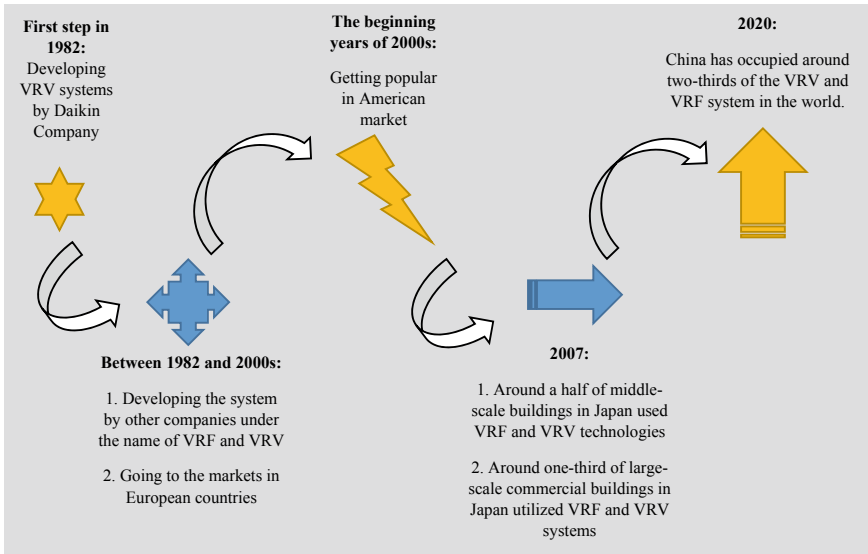 First step in
1982:
Developing
VRV systems
by Daikin
Company
Between 1982 and 2000s:
1. Developing the system
by other companies under
the name of VRF and VRV
2. Going to the markets in
European countries
The beginning
years of 2000s:
Getting popular
in American
market
2007:
1. Around a half of middle-
scale buildings in Japan used
VRF and VRV technologies
2. Around one-third of large-
scale commercial buildings in
Japan utilized VRF and VRV
systems
2020:
China has occupied around
two-thirds of the VRV and
VRF system in the world.